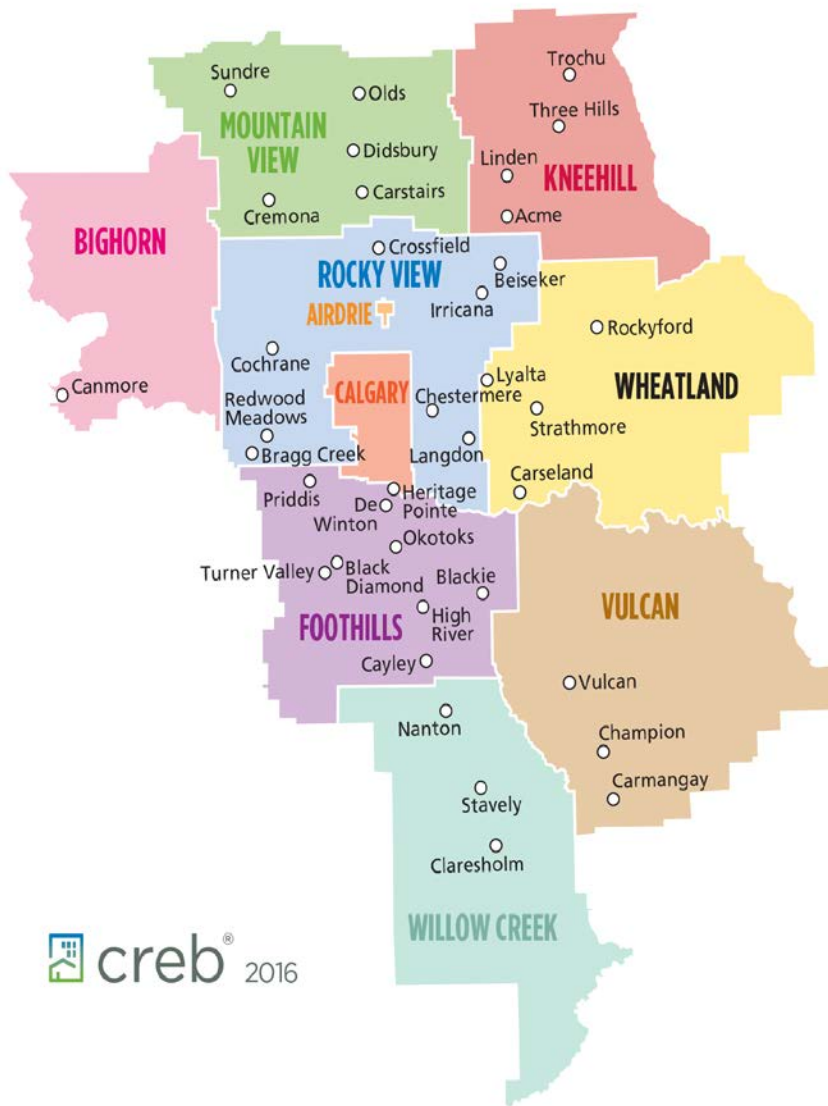 Sundre
Olds
MOUNTAIN
VIEW
Didsbury
Carstairs
Cremona
Trochu
Three Hills
Linden
KNEEHILL
Acme
BIGHORN
Canmore
Crossfield
ROCKY VIEW
Beiseker
Irricana
AIRDRIE
Cochrane
CALGARY
Chestermere
Redwood
Meadows
Bragg Creek
Langdon
Rockyford
Lyalta
WHEATLAND
Strathmore
Carseland
Priddis
Heritage
Pointe
De
Winton
Okotoks
Turner Valley
Black
Diamond
Blackie
FOOTHILLS
High
River
Cayley
VULCAN
Vulcan
Champion
Carmangay
Nanton
Stavely
Claresholm
WILLOW CREEK
creb® 2016